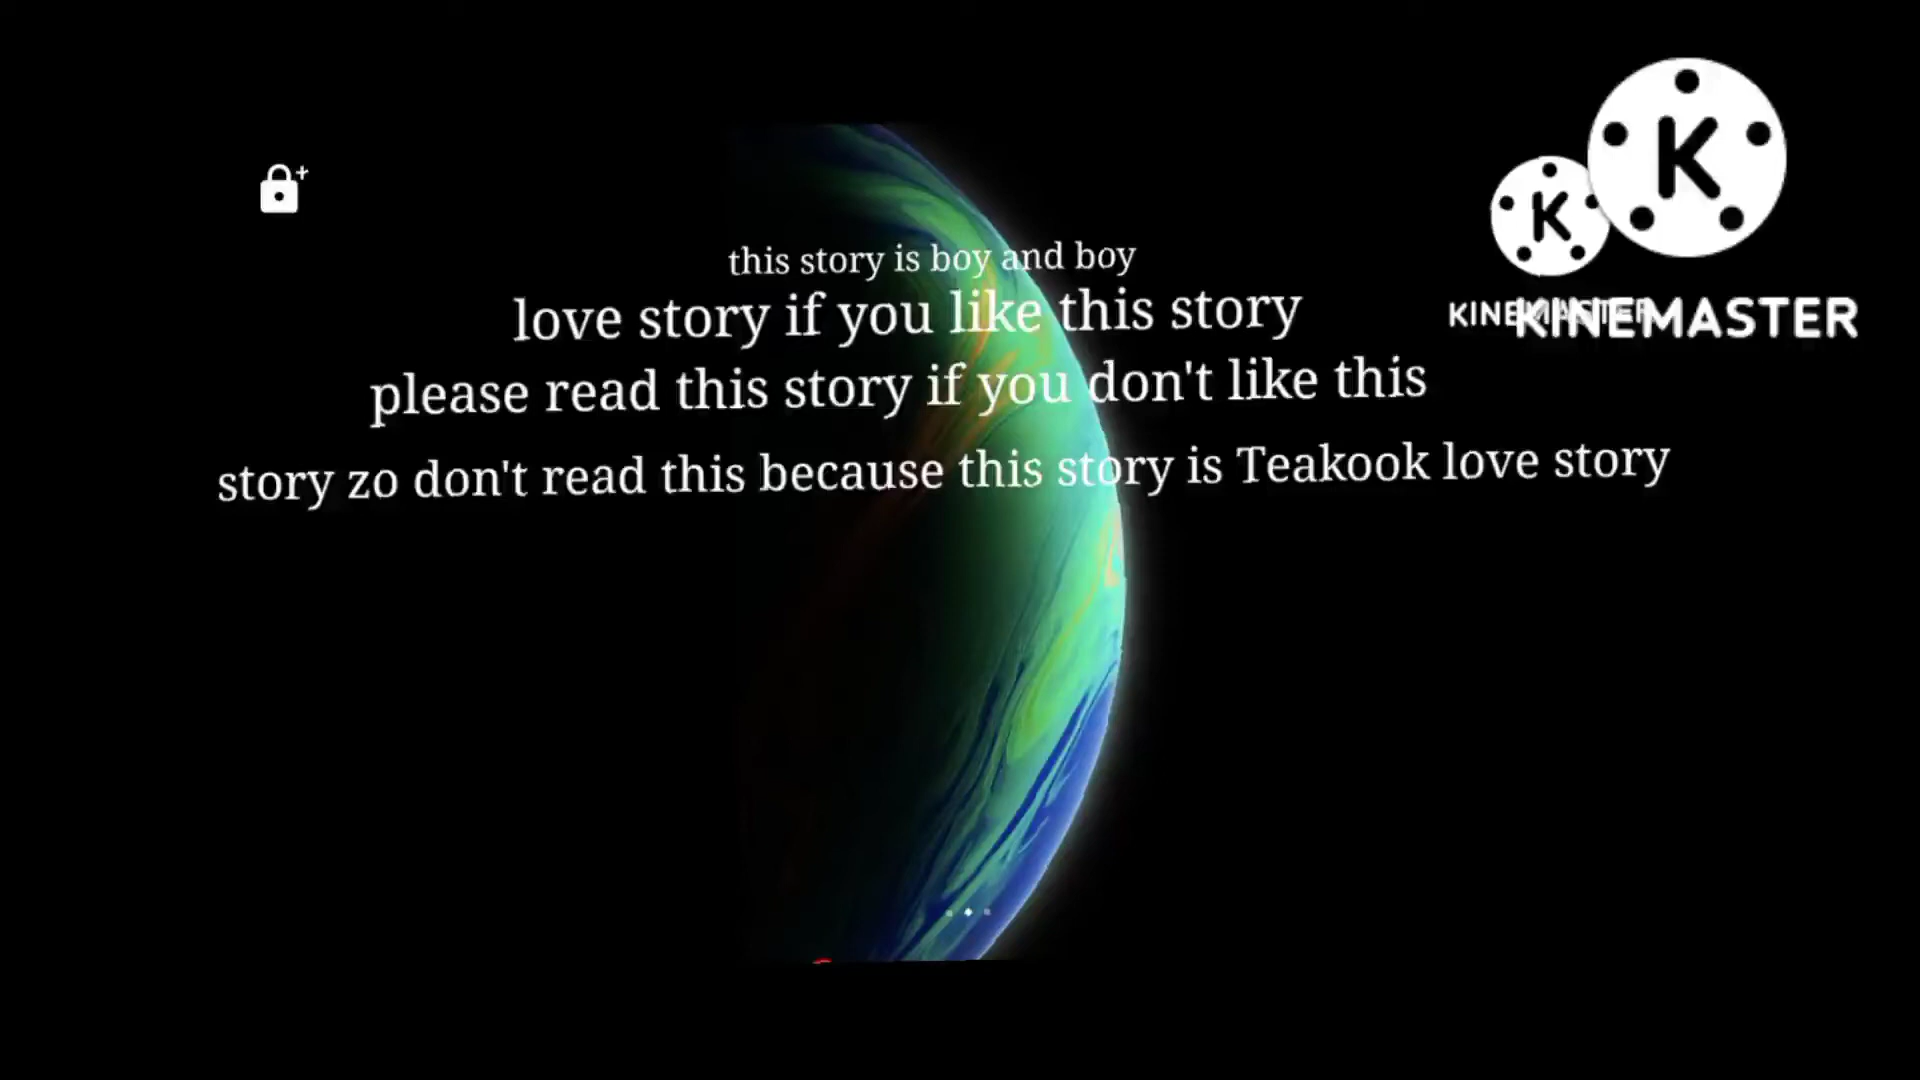 this story is boy and boy
love story if you like this story
please read this story if you don't like this
story zo don't read this because this story is Teakook love story
K
K
KINEMASTER
KINEMASTER